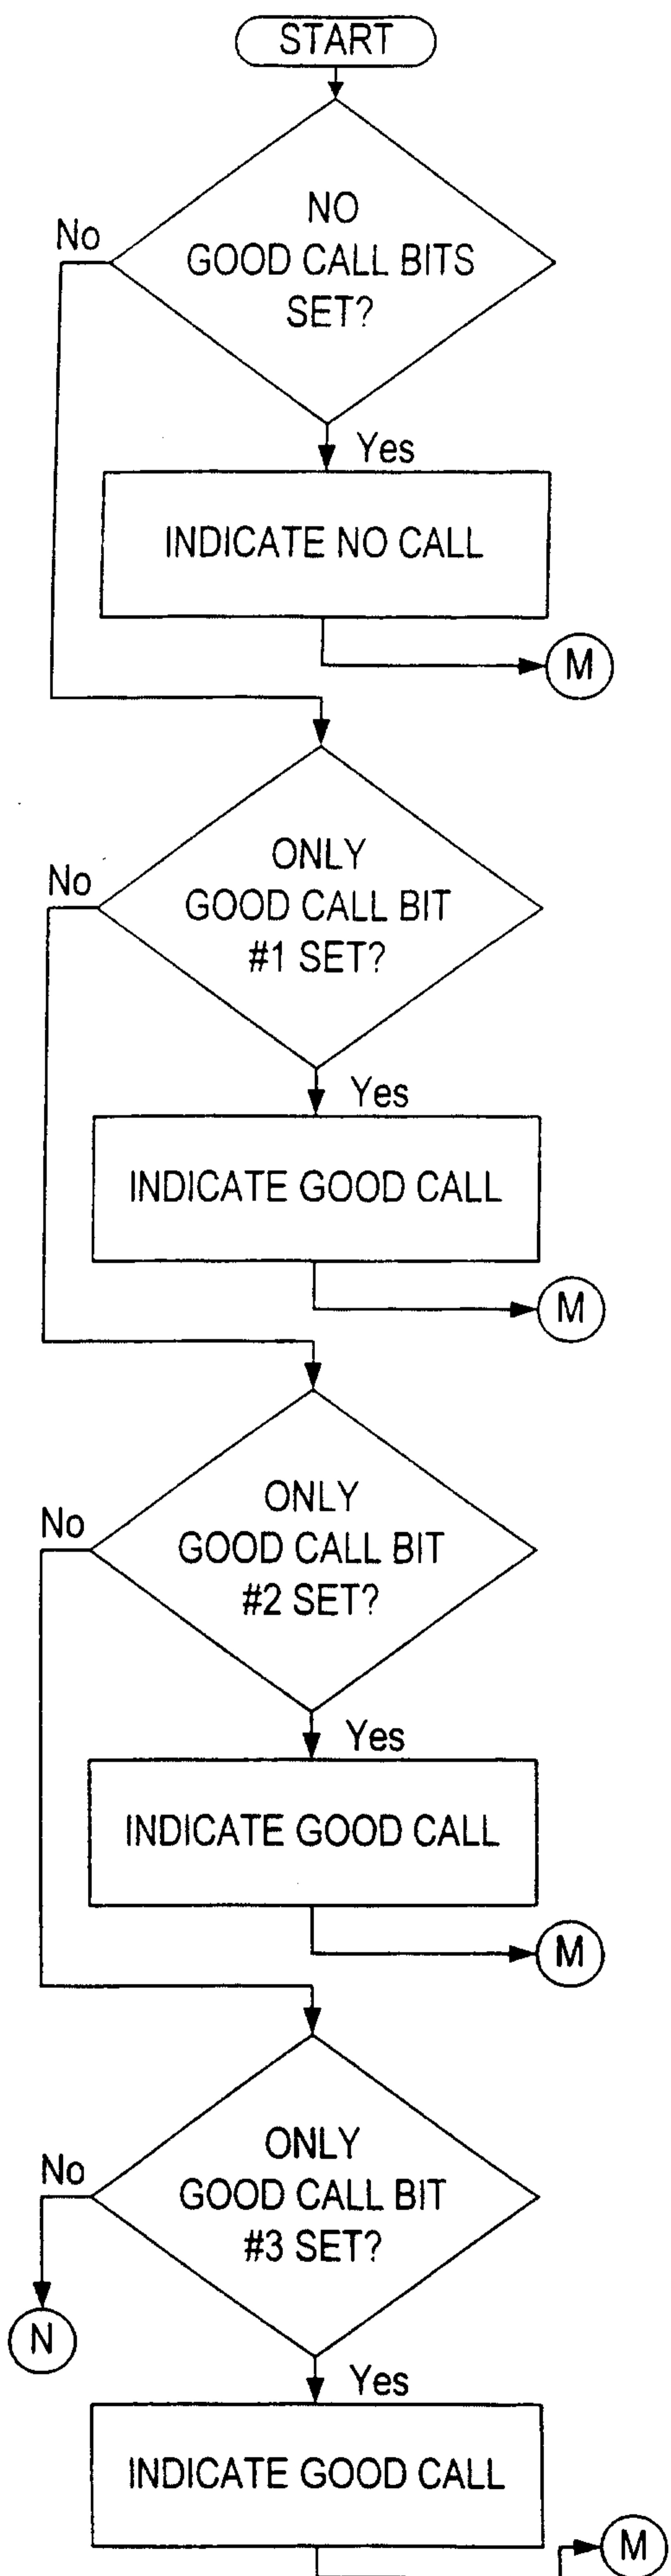 START
NO
GOOD CALL BITS
SET?
No
Yes
INDICATE NO CALL
M
ONLY
GOOD CALL BIT
#1 SET?
No
Yes
INDICATE GOOD CALL
M
ONLY
GOOD CALL BIT
#2 SET?
No
Yes
INDICATE GOOD CALL
M
ONLY
GOOD CALL BIT
#3 SET?
No
N
Yes
INDICATE GOOD CALL
M